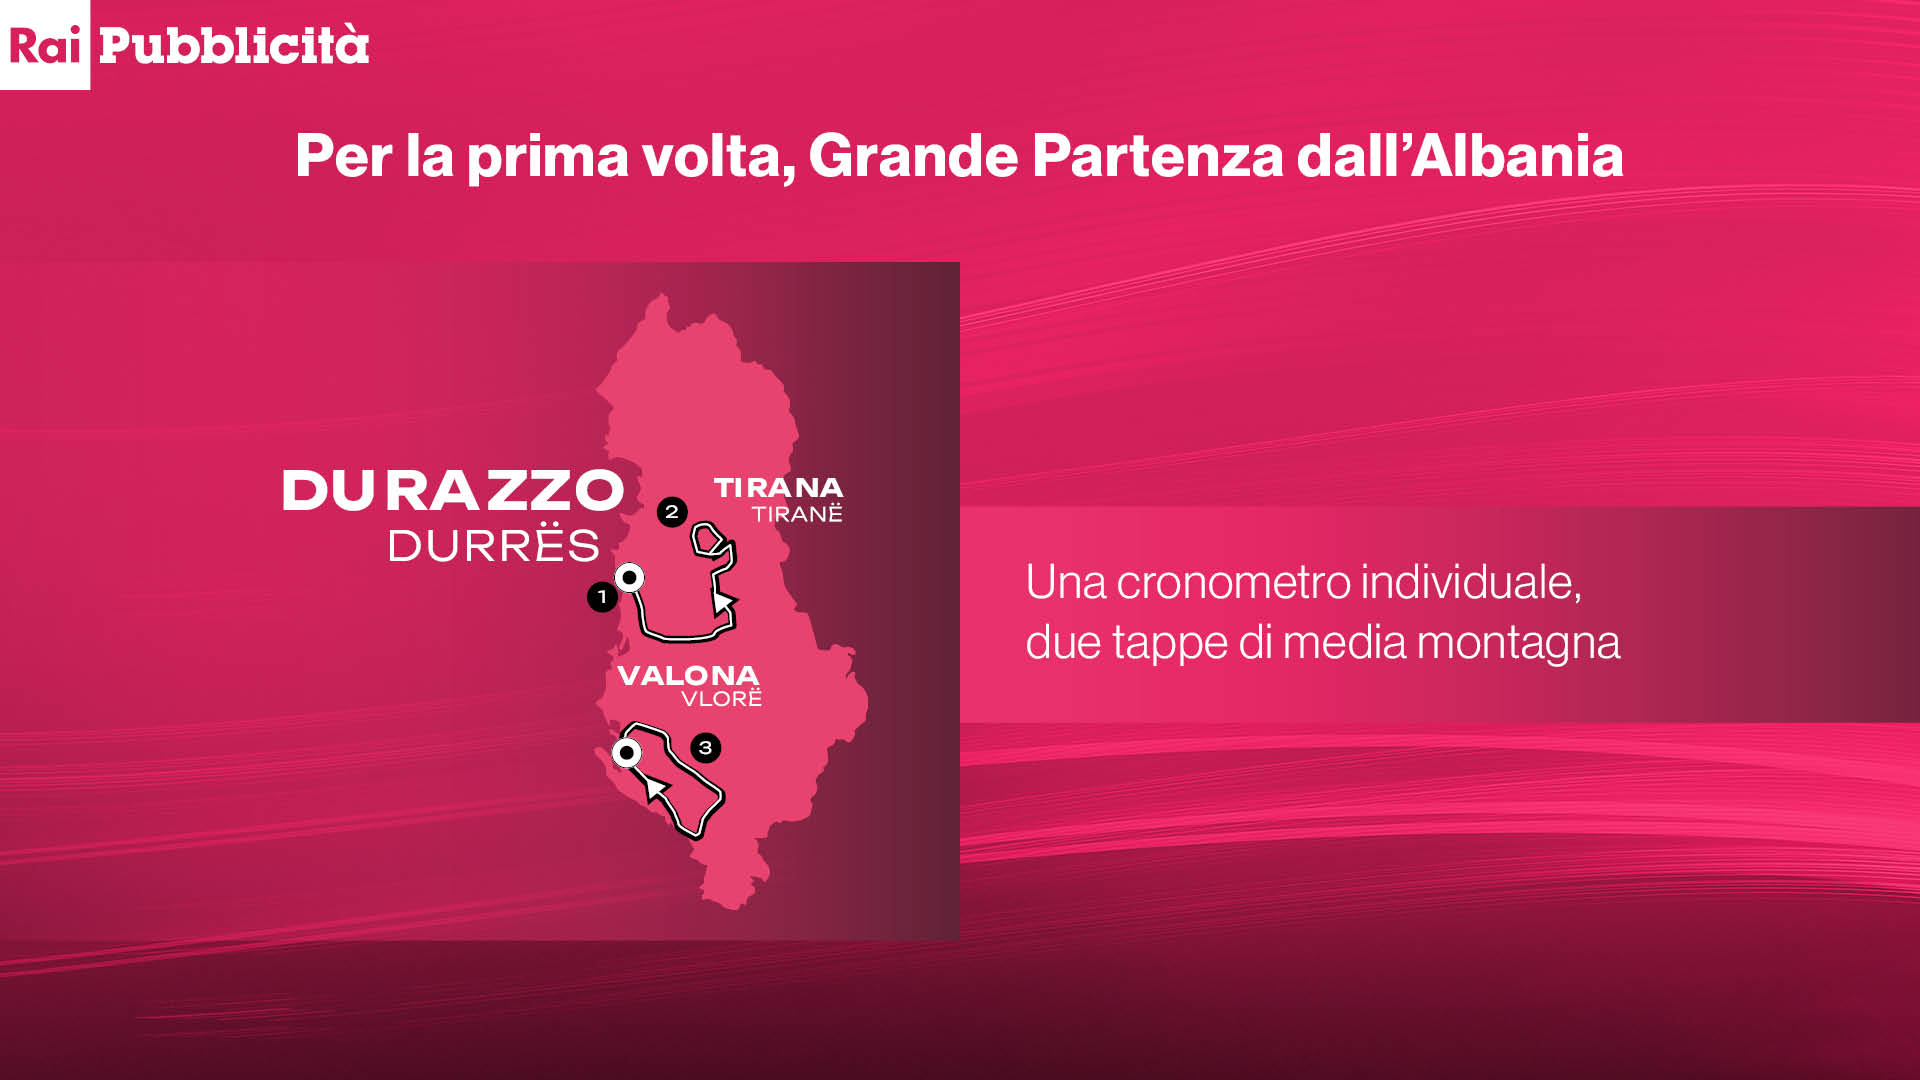 Rai Pubblicità
Per la prima volta, Grande Partenza dall’Albania
DURAZZO
DURRËS
TIRANA
TIRANË
2
1
VALONA
VLORË
3
Una cronometro individuale,
due tappe di media montagna